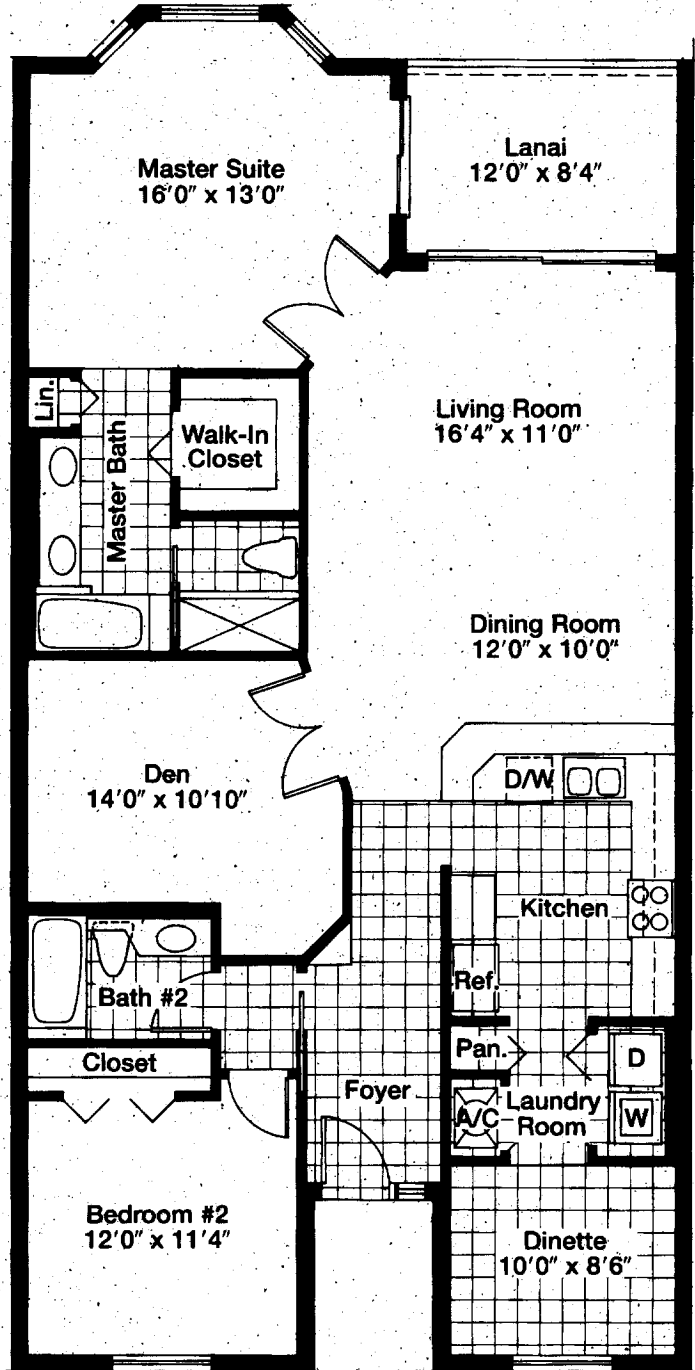 Master Suite
16'0" x 13'0"
Lanai
12'0" x 8'4"
Lin.
Master Bath
Walk-In
Closet
Living Room
16'4" x 11'0"
Dining Room
12'0" x 10'0"
Den
14'0" x 10'10"
D/W
Kitchen
Ref.
Bath #2
Closet
Pan.
D
Foyer
A/C
Laundry
Room
W
Bedroom #2
12'0" x 11'4"
Dinette
10'0" x 8'6"